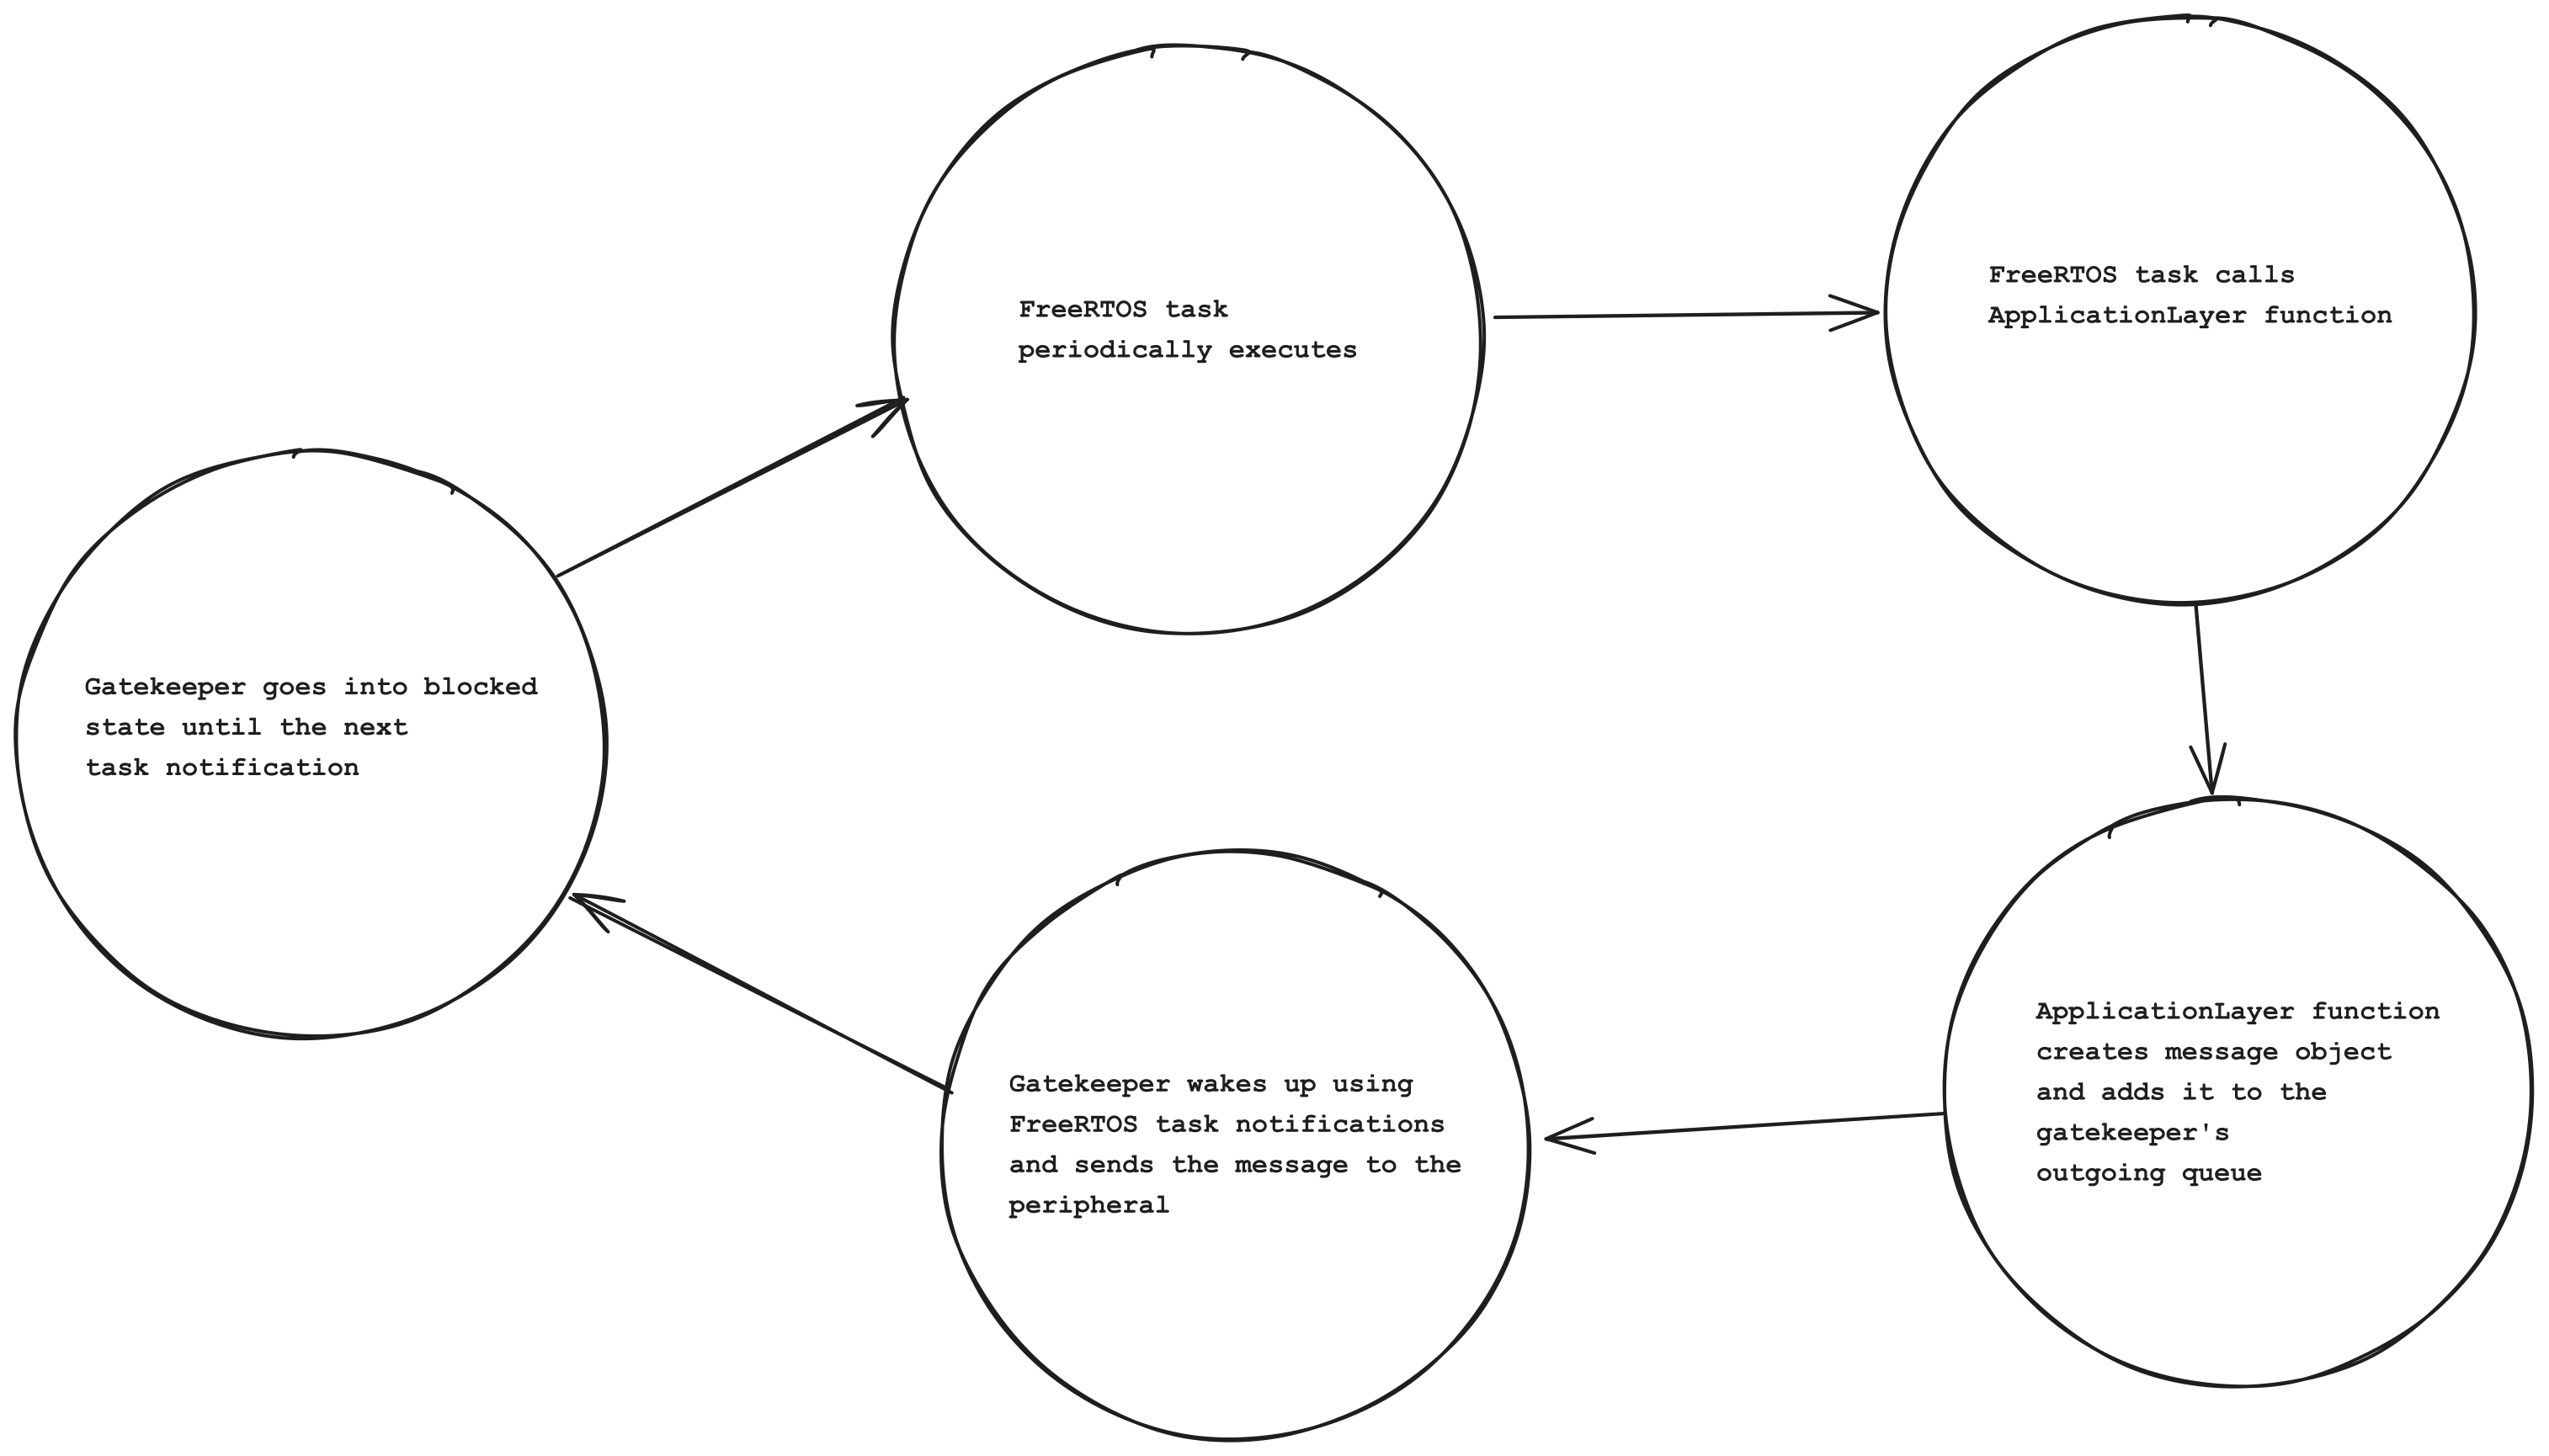 FreeRTOS task
periodically executes
FreeRTOS task calls
ApplicationLayer function
ApplicationLayer function
creates message object
and adds it to the
gatekeeper's
outgoing queue
Gatekeeper wakes up using
FreeRTOS task notifications
and sends the message to the
peripheral
Gatekeeper goes into blocked
state until the next
task notification